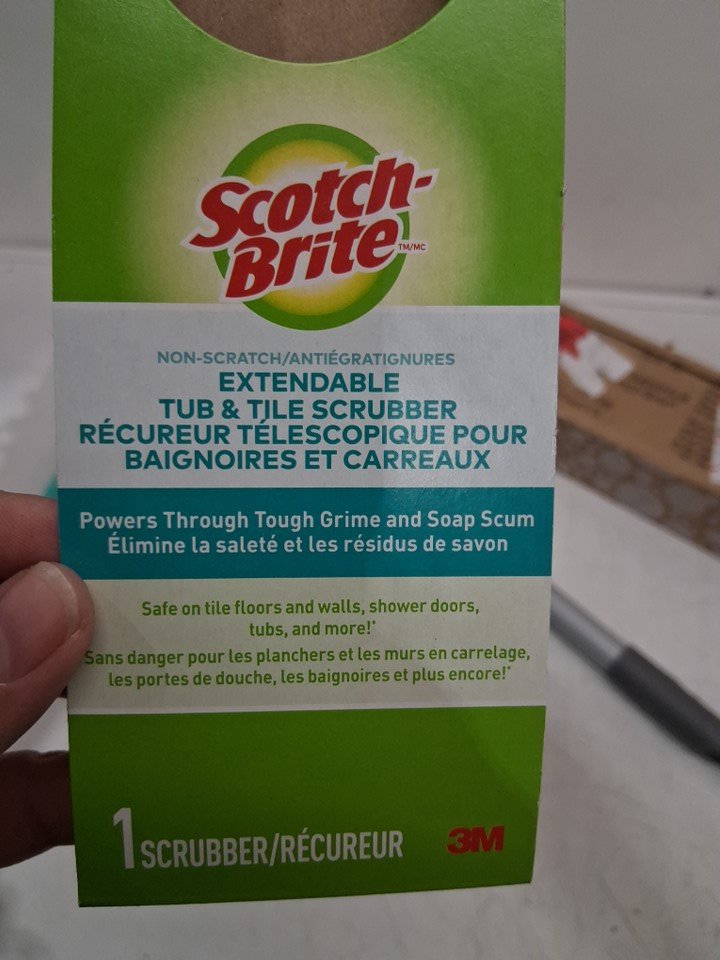 Scotch-
Brite TM/MC
NON-SCRATCH/ANTIÉGRATIGNURES
EXTENDABLE
TUB & TILE SCRUBBER
RÉCUREUR TÉLESCOPIQUE POUR
BAIGNOIRES ET CARREAUX
Powers Through Tough Grime and Soap Scum
Élimine la saleté et les résidus de savon
Safe on tile floors and walls, shower doors,
tubs, and more!*
Sans danger pour les planchers et les murs en carrelage,
les portes de douche, les baignoires et plus encore!*
1 SCRUBBER/RÉCUREUR
3M